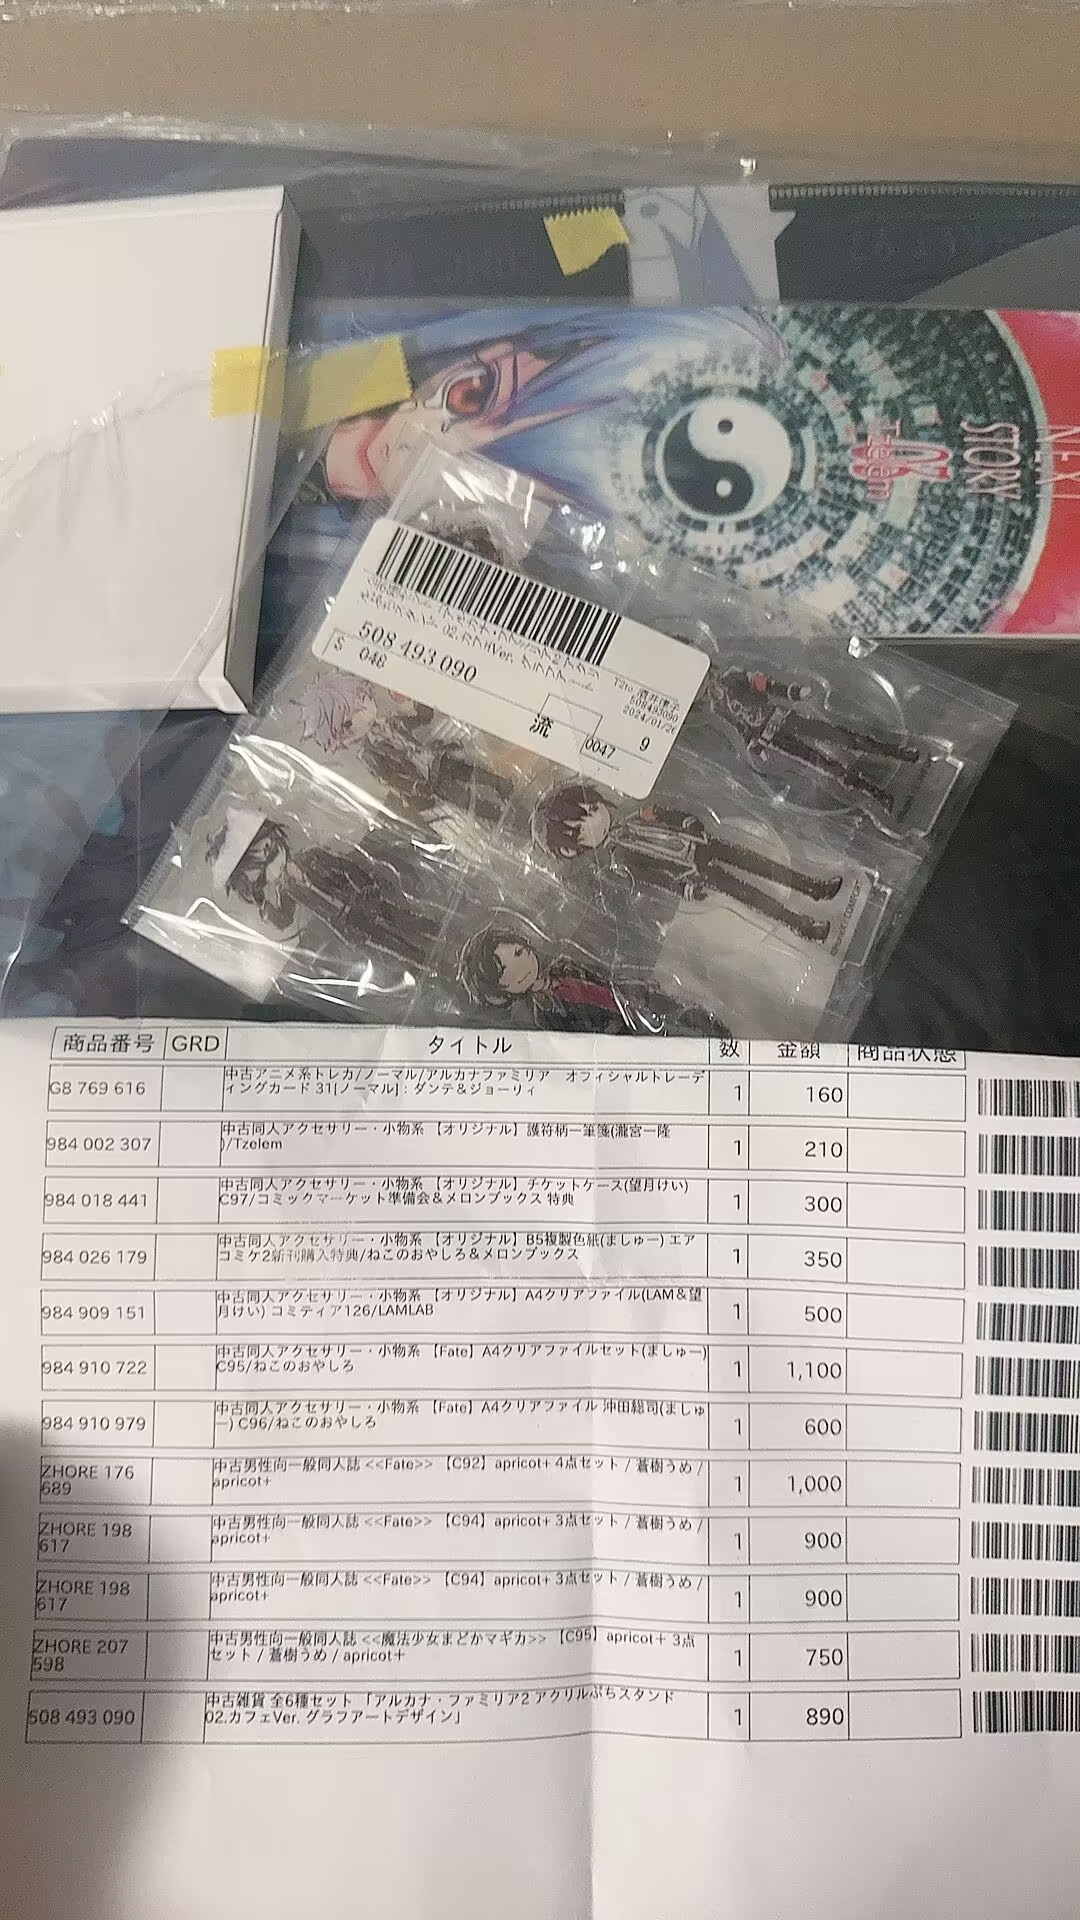 STORY
Team
508 493 090
S
046
02.カフェVer. グラフアー
508493090
2024/01/26
流
0047
9
商品番号 GRD タイトル 数 金額 商品状態
G8 769 616 中古アニメ系トレカ/ノーマル/アルカナファミリア オフィシャルトレーデ 1 160
ィングカード 31[ノーマル]:ダンテ&ジョーリィ
984 002 307 中古同人アクセサリー・小物系 【オリジナル】護符柄一筆箋(瀧宮一隆 1 210
)/Tzelem
984 018 441 中古同人アクセサリー・小物系 【オリジナル】チケットケース(望月けい) 1 300
C97/コミックマーケット準備会&メロンブックス 特典
984 026 179 中古同人アクセサリー・小物系 【オリジナル】B5複製色紙(ましゅー) エア 1 350
コミケ2新刊購入特典/ねこのおやしろ&メロンブックス
984 909 151 中古同人アクセサリー・小物系 【オリジナル】A4クリアファイル(LAM&望 1 500
月けい) コミティア126/LAMLAB
984 910 722 中古同人アクセサリー・小物系 【Fate】A4クリアファイルセット(ましゅー) 1 1,100
C95/ねこのおやしろ
984 910 979 中古同人アクセサリー・小物系 【Fate】A4クリアファイル 沖田総司(ましゅ 1 600
ー) C96/ねこのおやしろ
ZHORE 176 中古男性向一般同人誌 <<Fate>> 【C92】apricot+ 4点セット / 蒼樹うめ / 1 1,000
689 apricot+
ZHORE 198 中古男性向一般同人誌 <<Fate>> 【C94】apricot+ 3点セット / 蒼樹うめ / 1 900
617 apricot+
ZHORE 198 中古男性向一般同人誌 <<Fate>> 【C94】apricot+ 3点セット / 蒼樹うめ / 1 900
617 apricot+
ZHORE 207 中古男性向一般同人誌 <<魔法少女まどかマギカ>> 【C95】apricot+ 3点 1 750
598 セット / 蒼樹うめ / apricot+
508 493 090 中古雑貨 全6種セット 「アルカナ・ファミリア2 アクリルぷちスタンド 1 890
02.カフェVer. グラフアートデザイン」